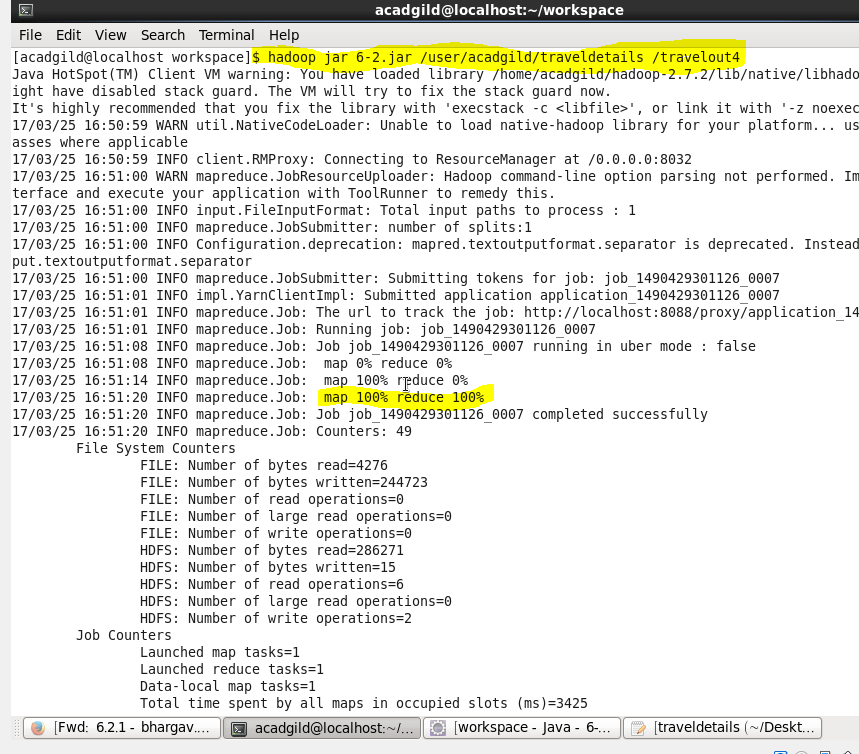 acadgild@localhost:~/workspace
File Edit View Search Terminal Help
[acadgild@localhost workspace]$ hadoop jar 6-2.jar /user/acadgild/traveldetails /travelout4
Java HotSpot(TM) Client VM warning: You have loaded library /home/acadgild/hadoop-2.7.2/lib/native/libhado
ight have disabled stack guard. The VM will try to fix the stack guard now.
It's highly recommended that you fix the library with 'execstack -c <libfile>', or link it with '-z noexec
17/03/25 16:50:59 WARN util.NativeCodeLoader: Unable to load native-hadoop library for your platform... us
asses where applicable
17/03/25 16:50:59 INFO client.RMProxy: Connecting to ResourceManager at /0.0.0.0:8032
17/03/25 16:51:00 WARN mapreduce.JobResourceUploader: Hadoop command-line option parsing not performed. Im
terface and execute your application with ToolRunner to remedy this.
17/03/25 16:51:00 INFO input.FileInputFormat: Total input paths to process : 1
17/03/25 16:51:00 INFO mapreduce.JobSubmitter: number of splits:1
17/03/25 16:51:00 INFO Configuration.deprecation: mapred.textoutputformat.separator is deprecated. Instead
put.textoutputformat.separator
17/03/25 16:51:00 INFO mapreduce.JobSubmitter: Submitting tokens for job: job_1490429301126_0007
17/03/25 16:51:01 INFO impl.YarnClientImpl: Submitted application application_1490429301126_0007
17/03/25 16:51:01 INFO mapreduce.Job: The url to track the job: http://localhost:8088/proxy/application_14
17/03/25 16:51:01 INFO mapreduce.Job: Running job: job_1490429301126_0007
17/03/25 16:51:08 INFO mapreduce.Job: Job job_1490429301126_0007 running in uber mode : false
17/03/25 16:51:08 INFO mapreduce.Job:  map 0% reduce 0%
17/03/25 16:51:14 INFO mapreduce.Job:  map 100% reduce 0%
17/03/25 16:51:20 INFO mapreduce.Job:  map 100% reduce 100%
17/03/25 16:51:20 INFO mapreduce.Job: Job job_1490429301126_0007 completed successfully
17/03/25 16:51:20 INFO mapreduce.Job: Counters: 49
File System Counters
FILE: Number of bytes read=4276
FILE: Number of bytes written=244723
FILE: Number of read operations=0
FILE: Number of large read operations=0
FILE: Number of write operations=0
HDFS: Number of bytes read=286271
HDFS: Number of bytes written=15
HDFS: Number of read operations=6
HDFS: Number of large read operations=0
HDFS: Number of write operations=2
Job Counters
Launched map tasks=1
Launched reduce tasks=1
Data-local map tasks=1
Total time spent by all maps in occupied slots (ms)=3425
[Fwd: 6.2.1 - bhargav.... acadgild@localhost:~/... [workspace - Java - 6-... [traveldetails (~/Deskt...